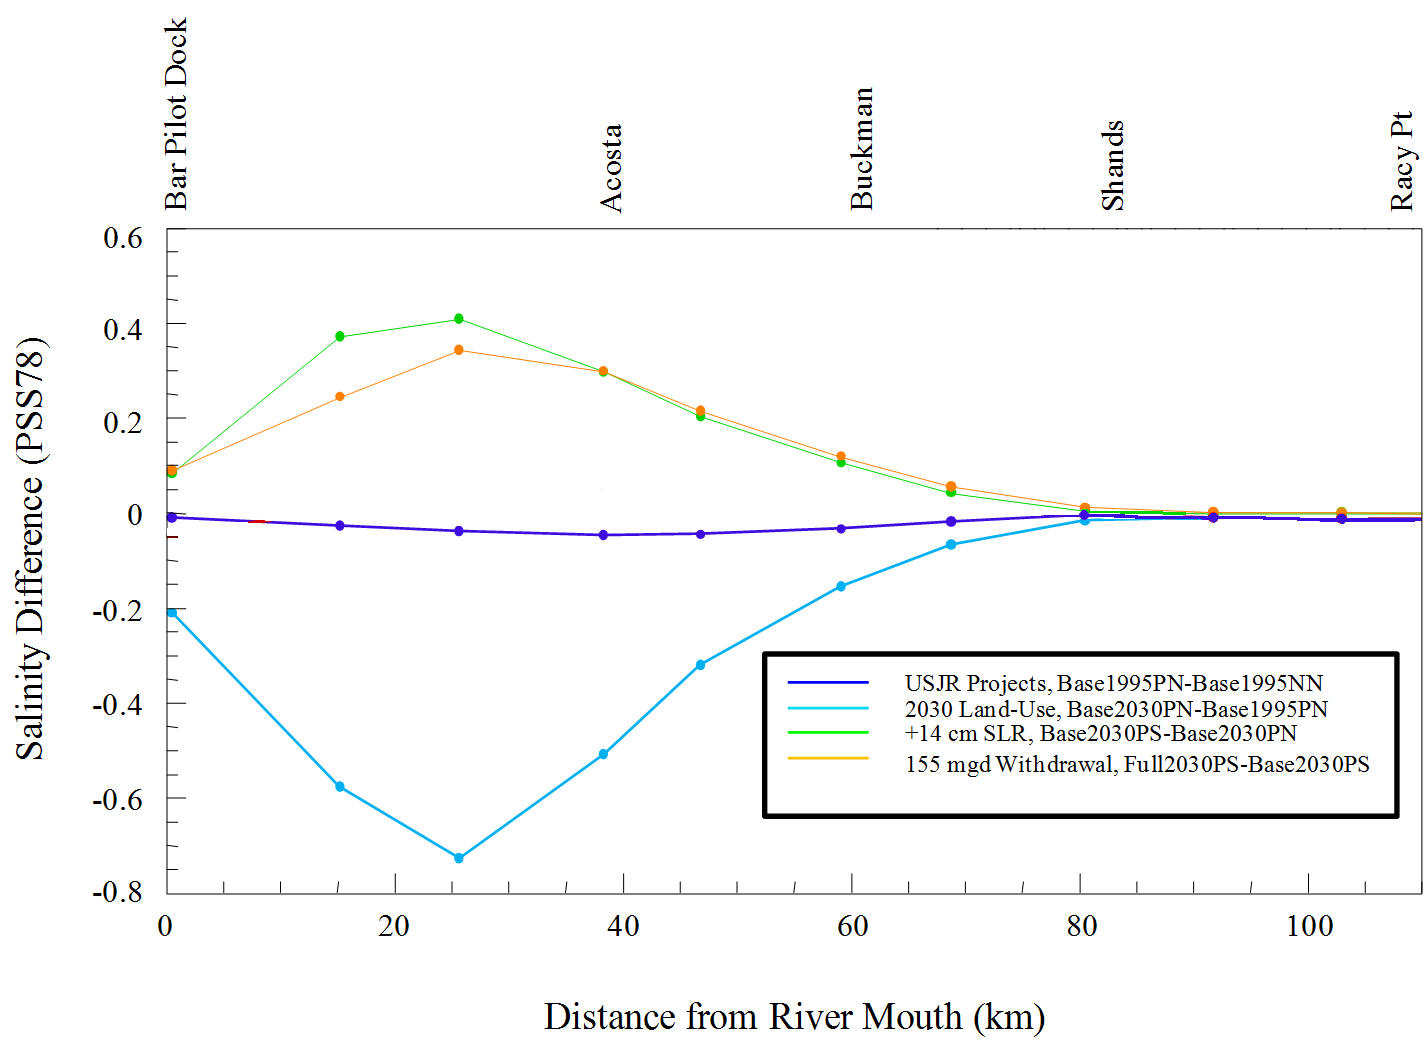 Bar Pilot Dock
Acosta
Buckman
Shands
Racy Pt
0.6
0.4
0.2
0
-0.2
-0.4
-0.6
-0.8
Salinity Difference (PSS78)
USJR Projects, Base1995PN-Base1995NN
2030 Land-Use, Base2030PN-Base1995PN
+14 cm SLR, Base2030PS-Base2030PN
155 mgd Withdrawal, Full2030PS-Base2030PS
0 20 40 60 80 100
Distance from River Mouth (km)